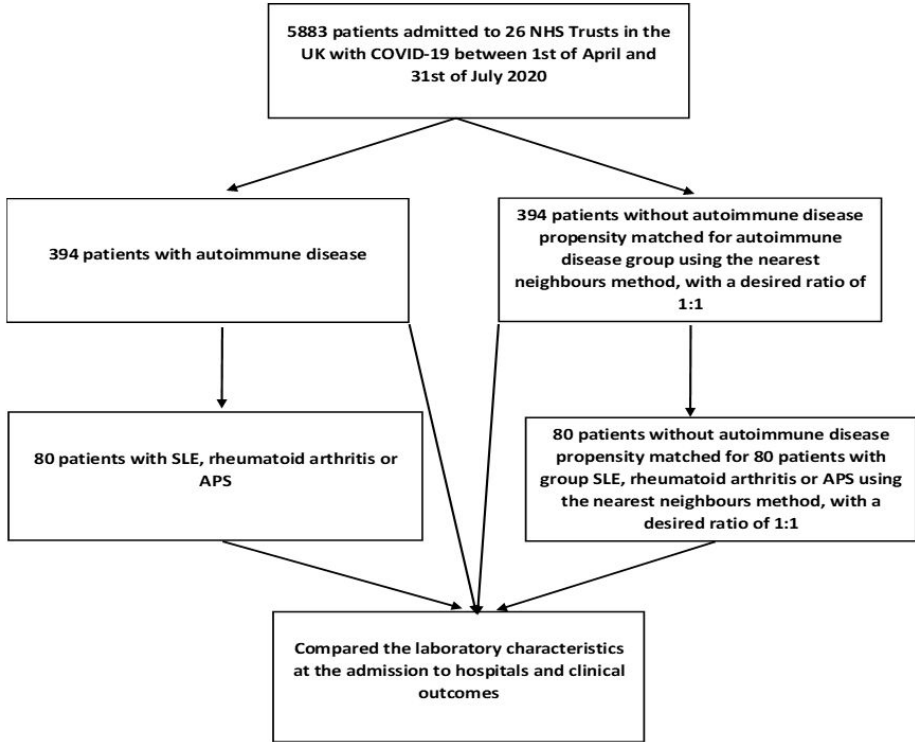 5883 patients admitted to 26 NHS Trusts in the
UK with COVID-19 between 1st of April and
31st of July 2020
394 patients with autoimmune disease
394 patients without autoimmune disease
propensity matched for autoimmune
disease group using the nearest
neighbours method, with a desired ratio of
1:1
80 patients with SLE, rheumatoid arthritis or
APS
80 patients without autoimmune disease
propensity matched for 80 patients with
group SLE, rheumatoid arthritis or APS using
the nearest neighbours method, with a
desired ratio of 1:1
Compared the laboratory characteristics
at the admission to hospitals and clinical
outcomes